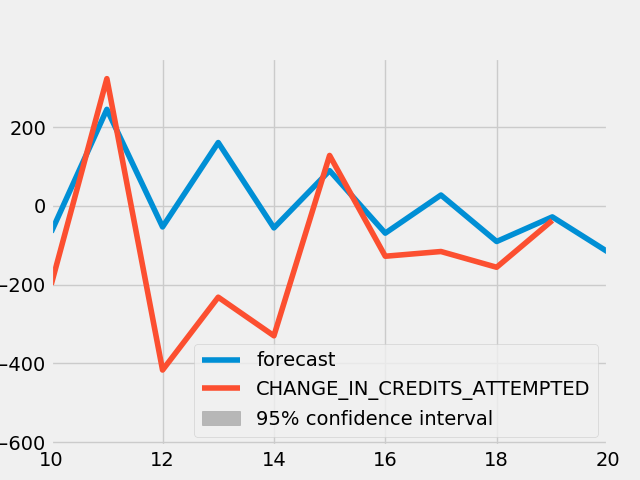 200
0
−200
−400
−600
10 12 14 16 18 20
forecast
CHANGE_IN_CREDITS_ATTEMPTED
95% confidence interval